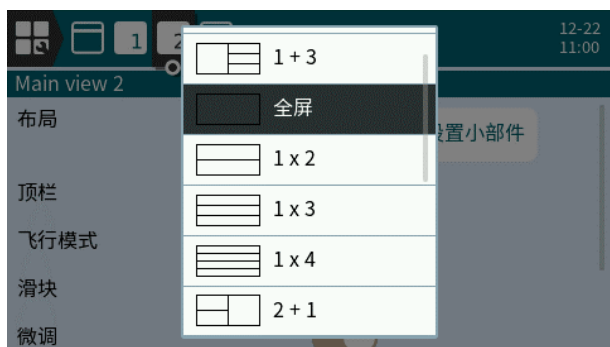 1
2
12-22
11:00
Main view 2
1 + 3
布局
全屏
设置小部件
1 x 2
顶栏
1 x 3
飞行模式
1 x 4
滑块
2 + 1
微调